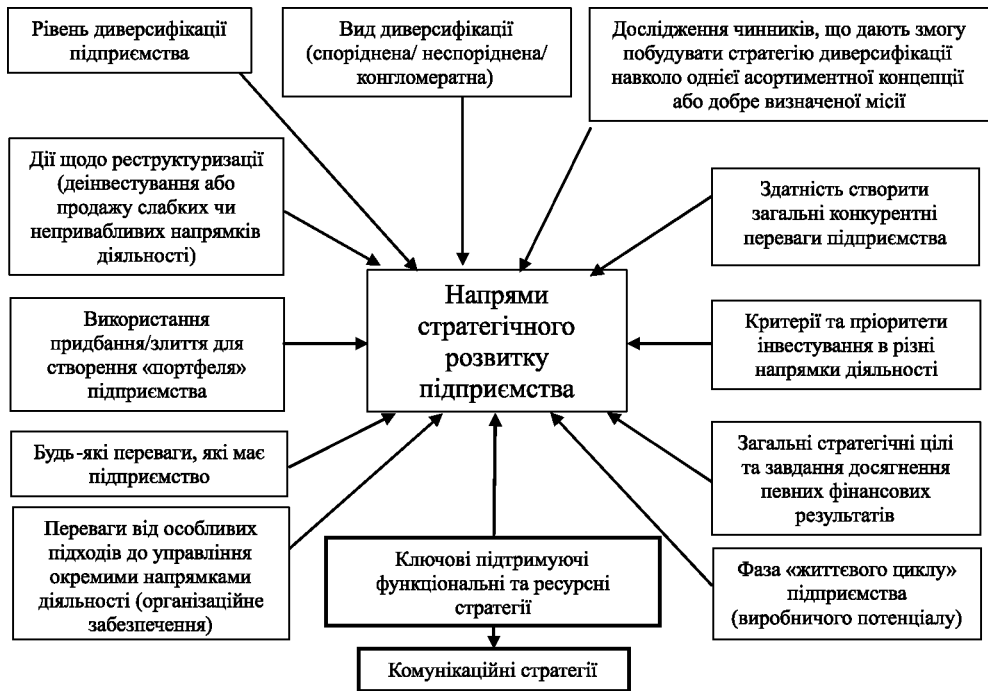 Рівень диверсифікації
підприємства
Вид диверсифікації
(споріднена/ неспоріднена/
конгломератна)
Дослідження чинників, що дають змогу
побудувати стратегію диверсифікації
навколо однієї асортиментної концепції
або добре визначеної місії
Дії щодо реструктуризації
(деінвестування або
продажу слабких чи
непривабливих напрямків
діяльності)
Здатність створити
загальні конкурентні
переваги підприємства
Напрями
стратегічного
розвитку
підприємства
Використання
придбання/злиття для
створення «портфеля»
підприємства
Критерії та пріоритети
інвестування в різні
напрямки діяльності
Будь-які переваги, які має
підприємство
Загальні стратегічні цілі
та завдання досягнення
певних фінансових
результатів
Переваги від особливих
підходів до управління
окремими напрямками
діяльності (організаційне
забезпечення)
Ключові підтримуючі
функціональні та ресурсні
стратегії
Фаза «життєвого циклу»
підприємства
(виробничого потенціалу)
Комунікаційні стратегії